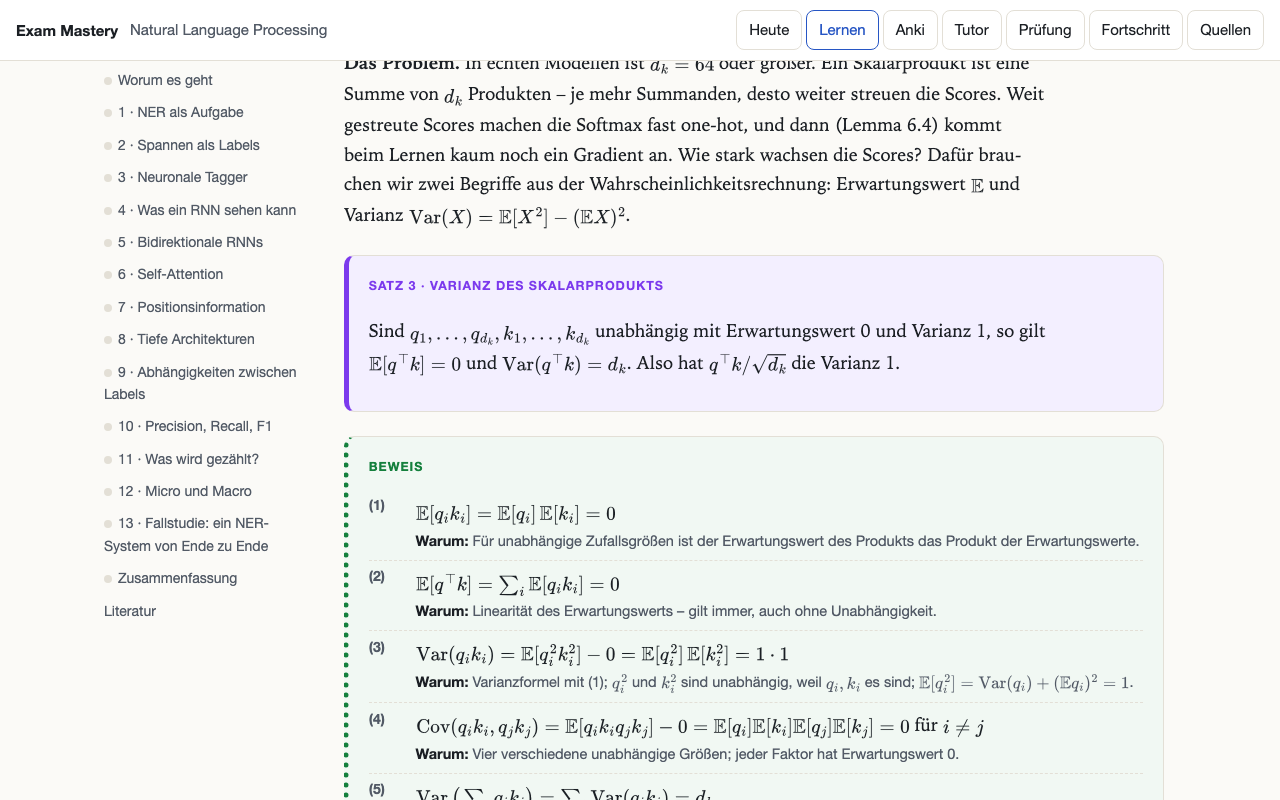 Exam Mastery Natural Language Processing Heute Lernen Anki Tutor Prüfung Fortschritt Quellen
Worum es geht
1 · NER als Aufgabe
2 · Spannen als Labels
3 · Neuronale Tagger
4 · Was ein RNN sehen kann
5 · Bidirektionale RNNs
6 · Self-Attention
7 · Positionsinformation
8 · Tiefe Architekturen
9 · Abhängigkeiten zwischen
Labels
10 · Precision, Recall, F1
11 · Was wird gezählt?
12 · Micro und Macro
13 · Fallstudie: ein NER-
System von Ende zu Ende
Zusammenfassung
Literatur
Das Problem. In echten Modellen ist d_k = 64 oder größer. Ein Skalarprodukt ist eine
Summe von d_k Produkten – je mehr Summanden, desto weiter streuen die Scores. Weit
gestreute Scores machen die Softmax fast one-hot, und dann (Lemma 6.4) kommt
beim Lernen kaum noch ein Gradient an. Wie stark wachsen die Scores? Dafür brau-
chen wir zwei Begriffe aus der Wahrscheinlichkeitsrechnung: Erwartungswert 𝔼 und
Varianz Var(X) = 𝔼[X²] − (𝔼X)².
SATZ 3 · VARIANZ DES SKALARPRODUKTS
Sind q₁, . . . , q_{d_k}, k₁, . . . , k_{d_k} unabhängig mit Erwartungswert 0 und Varianz 1, so gilt
𝔼[q⊤k] = 0 und Var(q⊤k) = d_k. Also hat q⊤k/√d_k die Varianz 1.
BEWEIS
(1) 𝔼[q_i k_i] = 𝔼[q_i] 𝔼[k_i] = 0
Warum: Für unabhängige Zufallsgrößen ist der Erwartungswert des Produkts das Produkt der Erwartungswerte.
(2) 𝔼[q⊤k] = ∑_i 𝔼[q_i k_i] = 0
Warum: Linearität des Erwartungswerts – gilt immer, auch ohne Unabhängigkeit.
(3) Var(q_i k_i) = 𝔼[q_i² k_i²] − 0 = 𝔼[q_i²] 𝔼[k_i²] = 1 · 1
Warum: Varianzformel mit (1); q_i² und k_i² sind unabhängig, weil q_i, k_i es sind; 𝔼[q_i²] = Var(q_i) + (𝔼q_i)² = 1.
(4) Cov(q_i k_i, q_j k_j) = 𝔼[q_i k_i q_j k_j] − 0 = 𝔼[q_i]𝔼[k_i]𝔼[q_j]𝔼[k_j] = 0 für i ≠ j
Warum: Vier verschiedene unabhängige Größen; jeder Faktor hat Erwartungswert 0.
(5) Var (∑ q_i k_i) = ∑ Var(q_i k_i) = d_k